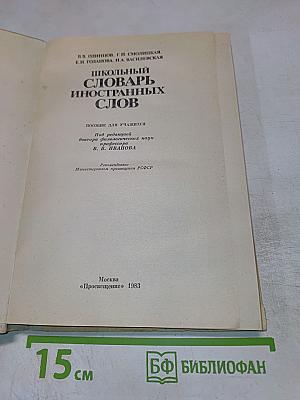 В. В. ОДИНЦОВ, Г. П. СМОЛИЦКАЯ,
Е. И. ГОЛАНОВА, И. А. ВАСИЛЕВСКАЯ
ШКОЛЬНЫЙ
СЛОВАРЬ
ИНОСТРАННЫХ
СЛОВ
ПОСОБИЕ ДЛЯ УЧАЩИХСЯ
Под редакцией
доктора филологических наук
профессора
В. В. ИВАНОВА
Рекомендовано
Министерством просвещения РСФСР
Москва
«Просвещение» 1983
15 см
БФ БИБЛИОФАН